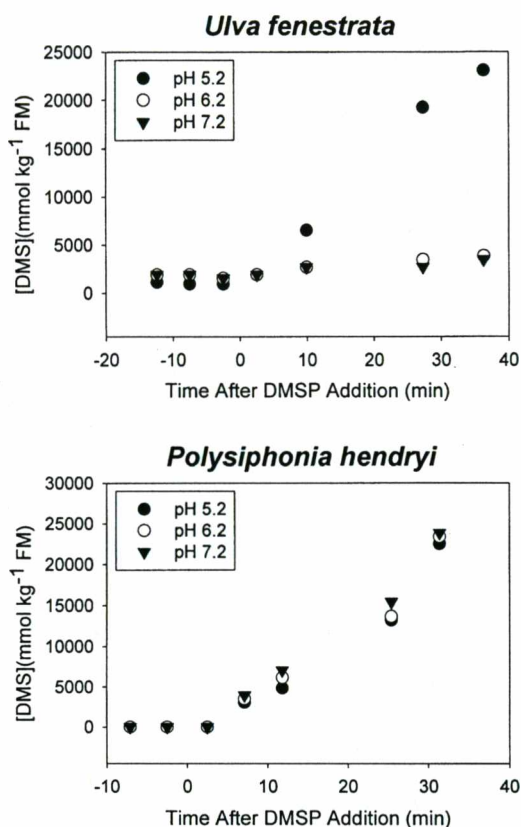 Ulva fenestrata
25000
20000
15000
10000
5000
0
[DMS](mmol kg⁻¹ FM)
pH 5.2
pH 6.2
pH 7.2
-20 -10 0 10 20 30 40
Time After DMSP Addition (min)
Polysiphonia hendryi
30000
25000
20000
15000
10000
5000
0
[DMS](mmol kg⁻¹ FM)
pH 5.2
pH 6.2
pH 7.2
-10 0 10 20 30 40
Time After DMSP Addition (min)